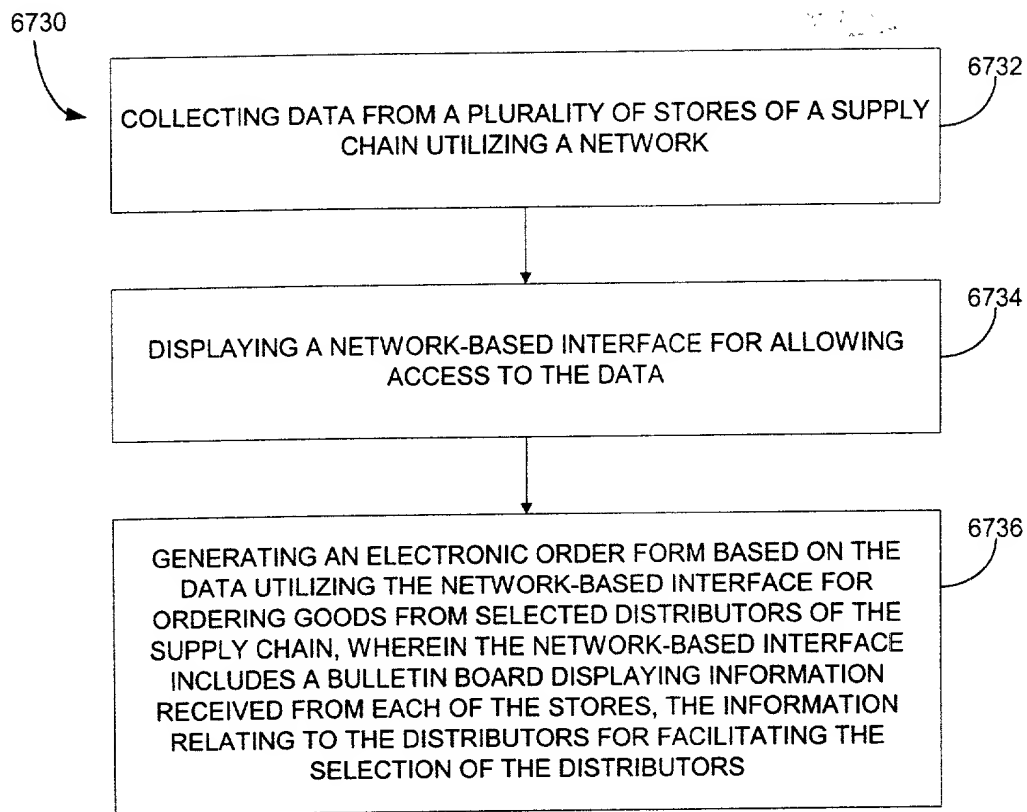 6730
6732
COLLECTING DATA FROM A PLURALITY OF STORES OF A SUPPLY
CHAIN UTILIZING A NETWORK
6734
DISPLAYING A NETWORK-BASED INTERFACE FOR ALLOWING
ACCESS TO THE DATA
6736
GENERATING AN ELECTRONIC ORDER FORM BASED ON THE
DATA UTILIZING THE NETWORK-BASED INTERFACE FOR
ORDERING GOODS FROM SELECTED DISTRIBUTORS OF THE
SUPPLY CHAIN, WHEREIN THE NETWORK-BASED INTERFACE
INCLUDES A BULLETIN BOARD DISPLAYING INFORMATION
RECEIVED FROM EACH OF THE STORES, THE INFORMATION
RELATING TO THE DISTRIBUTORS FOR FACILITATING THE
SELECTION OF THE DISTRIBUTORS